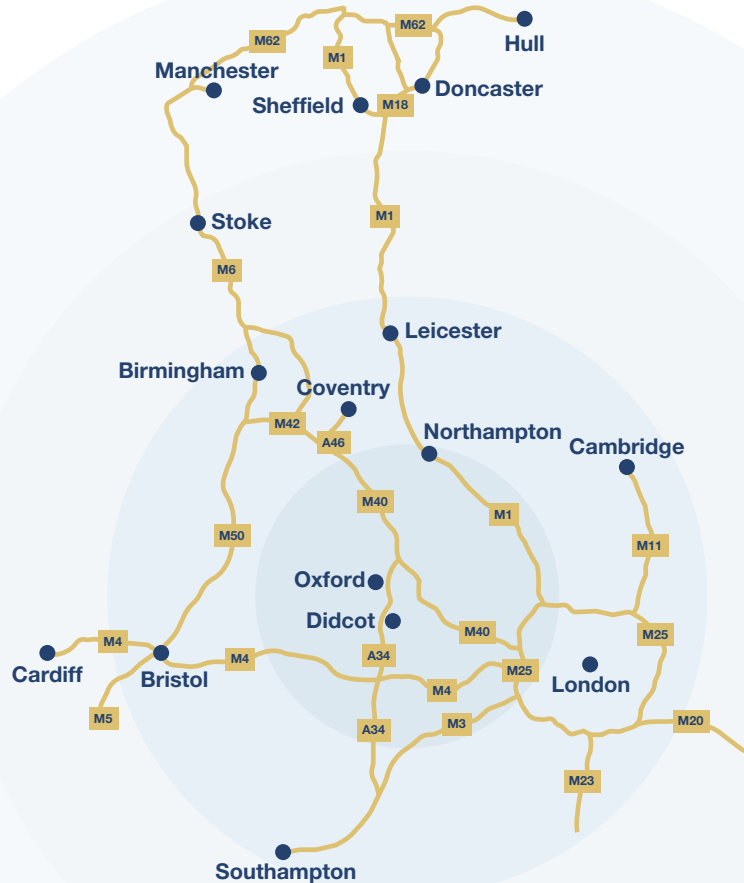 M62
Hull
M62
M1
Manchester
Doncaster
Sheffield
M18
M1
Stoke
M6
Leicester
Birmingham
Coventry
M42
A46
Northampton
Cambridge
M40
M1
M50
M11
Oxford
Didcot
M40
M25
M4
A34
M4
M25
Cardiff
Bristol
London
M4
M5
A34
M3
M20
M23
Southampton